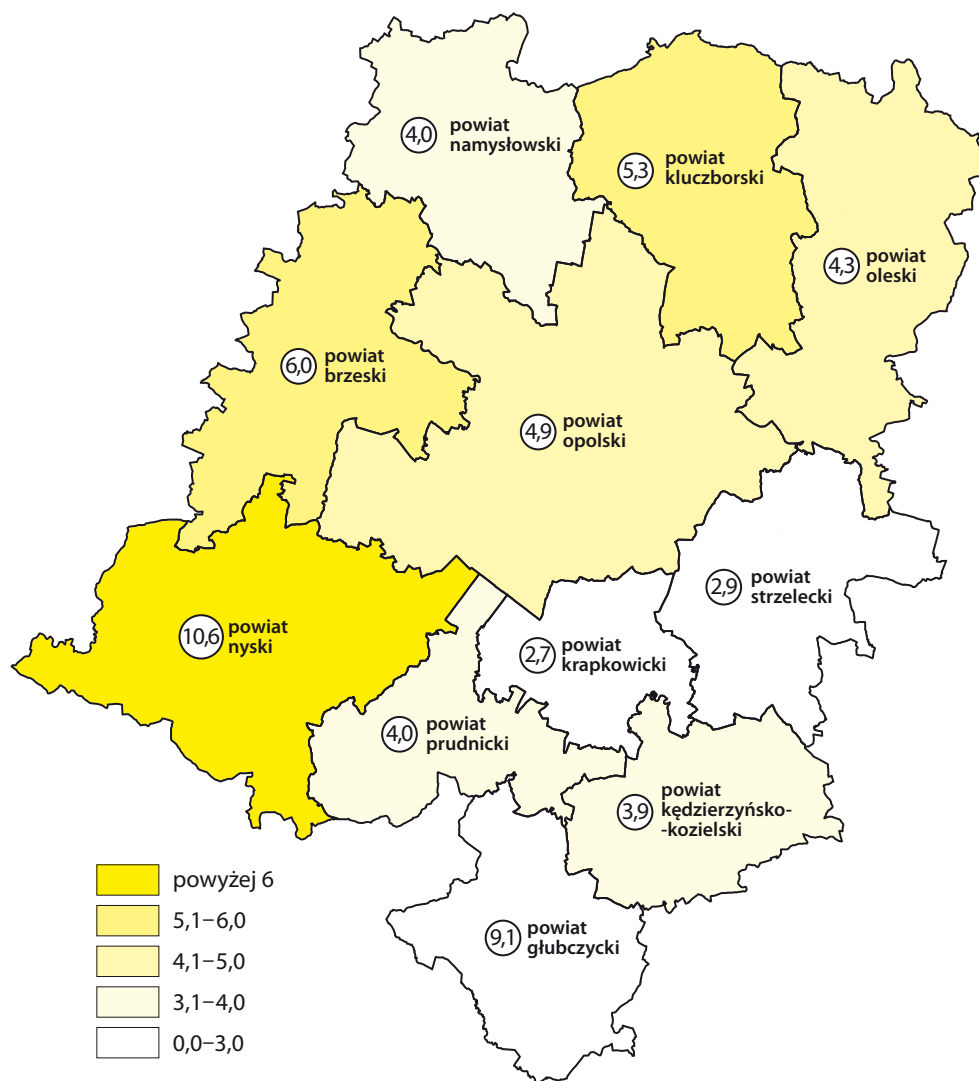 4,0 powiat
namysłowski
5,3 powiat
kluczborski
4,3 powiat
oleski
6,0 powiat
brzeski
4,9 powiat
opolski
2,9 powiat
strzelecki
10,6 powiat
nyski
2,7 powiat
krapkowicki
4,0 powiat
prudnicki
3,9 powiat
kędzierzyńsko-
-kozielski
9,1 powiat
głubczycki
powyżej 6
5,1–6,0
4,1–5,0
3,1–4,0
0,0–3,0